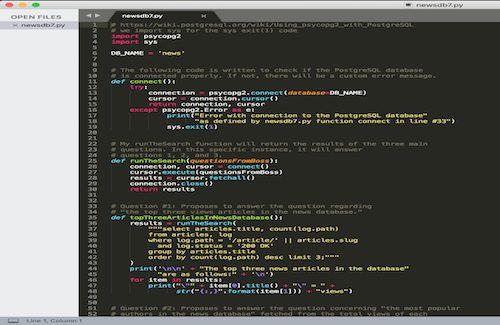 newsdb7.py
OPEN FILES
newsdb7.py
newsdb7.py
1 # https://wiki.postgresql.org/wiki/Using_psycopg2_with_PostgreSQL
2 # we import sys for the sys exit(1) code
3 import psycopg2
4 import sys
5
6 DB_NAME = 'news'
7
8
9 # The following code is written to check if the PostgreSQL database
10 # is connected properly. If not, there will be a custom error message.
11 def connect():
12 try:
13 connection = psycopg2.connect(database=DB_NAME)
14 cursor = connection.cursor()
15 return connection, cursor
16 except psycopg2.Error as e:
17 print("Error with connection to the PostgreSQL database"
18 "as defined by newsdb7.py function connect in line #33")
19 sys.exit(1)
20
21
22 # My runTheSearch function will return the results of the three main
23 # questions. In this specific instance, it will answer
24 # questions 1, 2, and 3.
25 def runTheSearch(questionsFromBoss):
26 connection, cursor = connect()
27 cursor.execute(questionsFromBoss)
28 results = cursor.fetchall()
29 connection.close()
30 return results
31
32
33 # Question #1: Proposes to answer the question regarding
34 # "the top three views articles in the news database."
35 def topThreeArticlesInNewsDatabase():
36 results = runTheSearch(
37 """select articles.title, count(log.path)
38 from articles, log
39 where log.path = '/article/' || articles.slug
40 and log.status = '200 OK'
41 group by articles.title
42 order by count(log.path) desc limit 3;"""
43 )
44 print('\n\n' + "The top three news articles in the database"
45 "are as follows:" + '\n')
46 for item in results:
47 print("\"" + item[0].title() + "\" = " +
48 str("{:,}".format(item[1])) + "views")
49
50
51 # Question #2: Proposes to answer the question concerning "the most popular
52 # authors in the news database" fetched from the total views of each
Line 1, Column 1